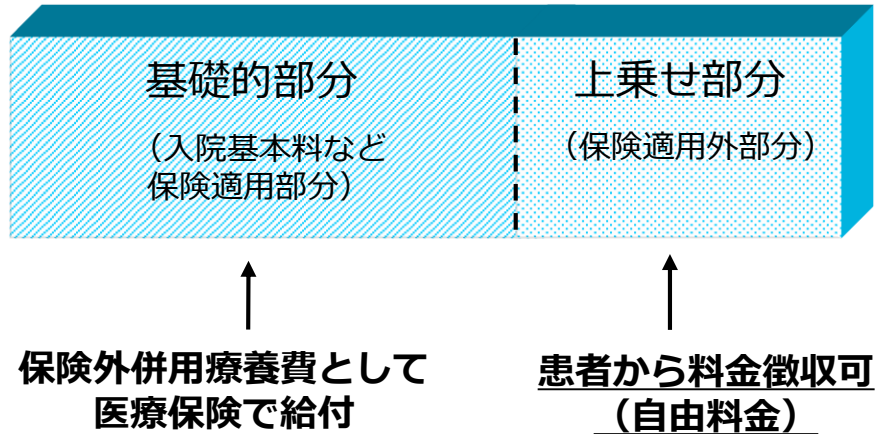 基礎的部分
（入院基本料など
保険適用部分）
上乗せ部分
（保険適用外部分）
保険外併用療養費として
医療保険で給付
患者から料金徴収可
（自由料金）